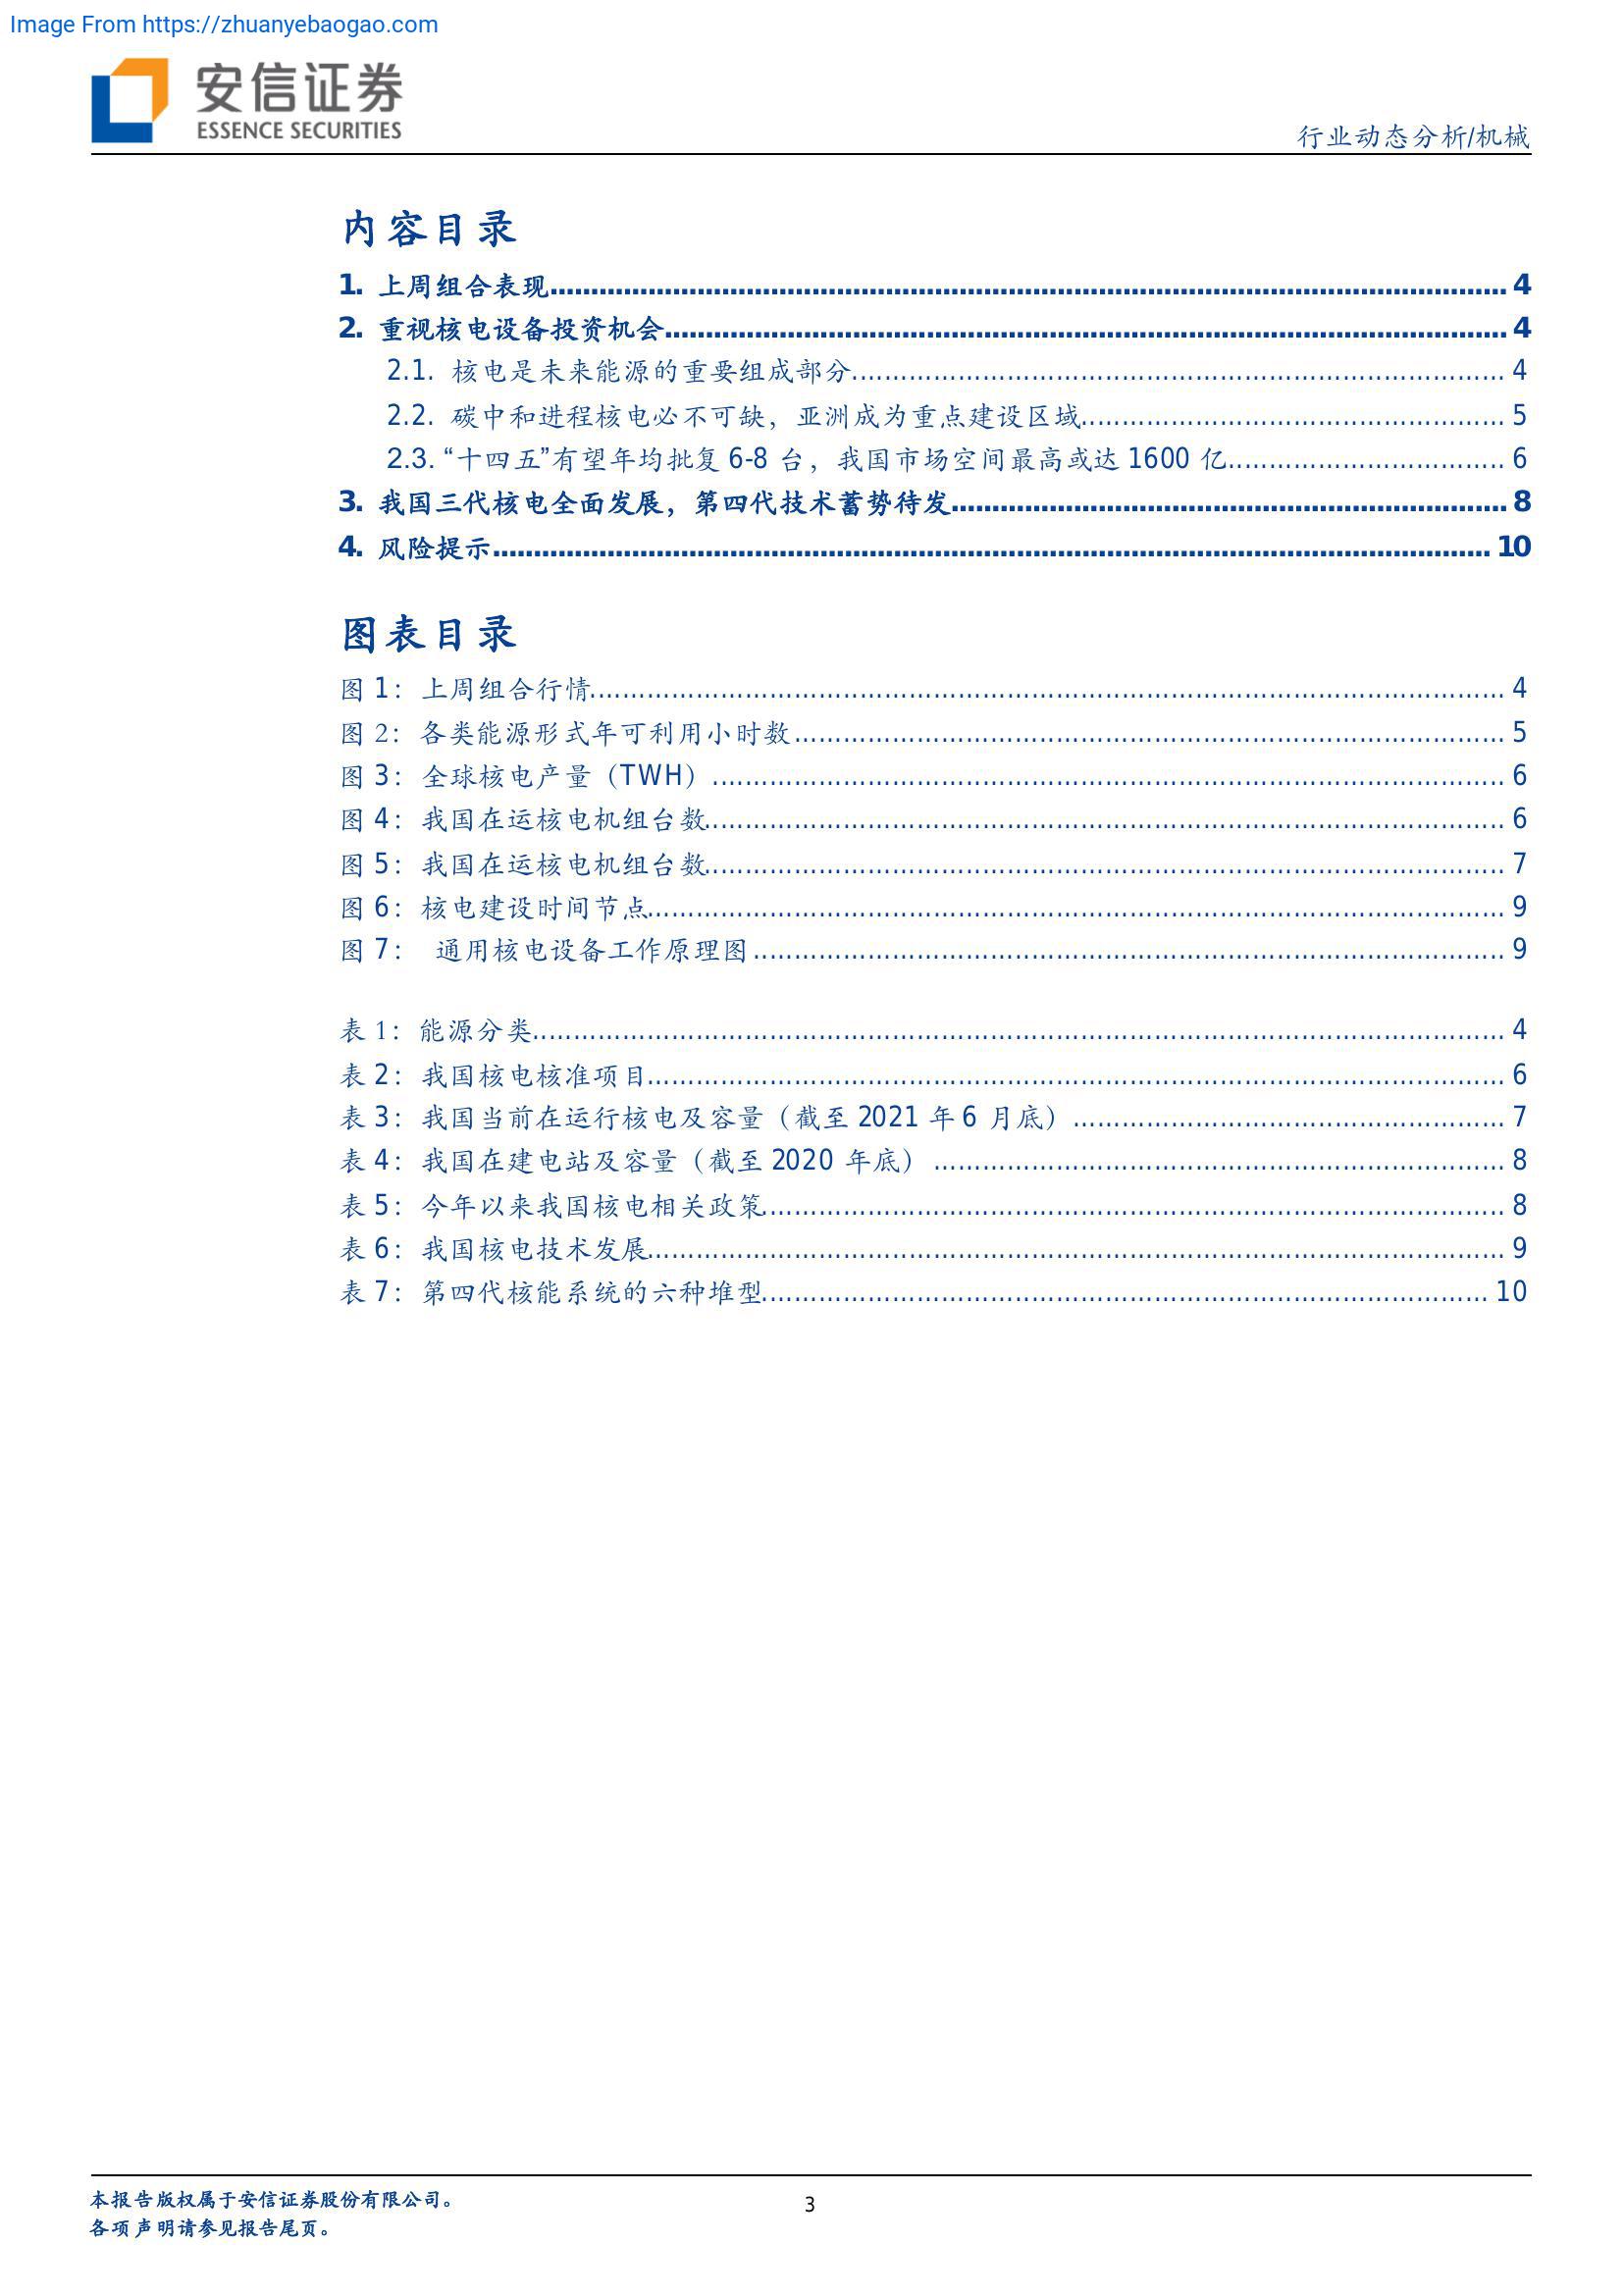 Image From https://zhuanyebaogao.com
安信证券
ESSENCE SECURITIES
行业动态分析/机械
内容目录
1. 上周组合表现 4
2. 重视核电设备投资机会 4
2.1. 核电是未来能源的重要组成部分 4
2.2. 碳中和进程核电必不可缺，亚洲成为重点建设区域 5
2.3. “十四五”有望年均批复 6-8 台，我国市场空间最高或达 1600 亿 6
3. 我国三代核电全面发展，第四代技术蓄势待发 8
4. 风险提示 10
图表目录
图 1：上周组合行情 4
图 2：各类能源形式年可利用小时数 5
图 3：全球核电产量（TWH） 6
图 4：我国在运核电机组台数 6
图 5：我国在运核电机组台数 7
图 6：核电建设时间节点 9
图 7： 通用核电设备工作原理图 9
表 1：能源分类 4
表 2：我国核电核准项目 6
表 3：我国当前在运行核电及容量（截至 2021 年 6 月底） 7
表 4：我国在建电站及容量（截至 2020 年底） 8
表 5：今年以来我国核电相关政策 8
表 6：我国核电技术发展 9
表 7：第四代核能系统的六种堆型 10
本报告版权属于安信证券股份有限公司。
3
各项声明请参见报告尾页。